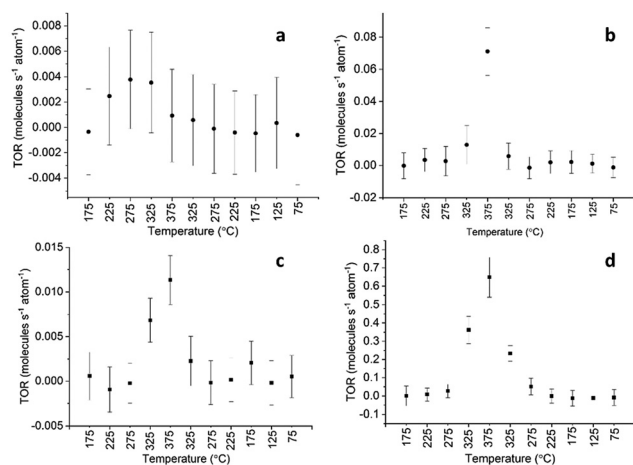 a
TOR (molecules s⁻¹ atom⁻¹)
0.008
0.006
0.004
0.002
0.000
-0.002
-0.004
175 225 275 325 375 325 275 225 175 125 75
Temperature (°C)
b
TOR (molecules s⁻¹ atom⁻¹)
0.08
0.06
0.04
0.02
0.00
-0.02
175 225 275 325 375 325 275 225 175 125 75
Temperature (°C)
c
TOR (molecules s⁻¹ atom⁻¹)
0.015
0.010
0.005
0.000
-0.005
175 225 275 325 375 325 275 225 175 125 75
Temperature (°C)
d
TOR (molecules s⁻¹ atom⁻¹)
0.8
0.7
0.6
0.5
0.4
0.3
0.2
0.1
0.0
-0.1
175 225 275 325 375 325 275 225 175 125 75
Temperature (°C)